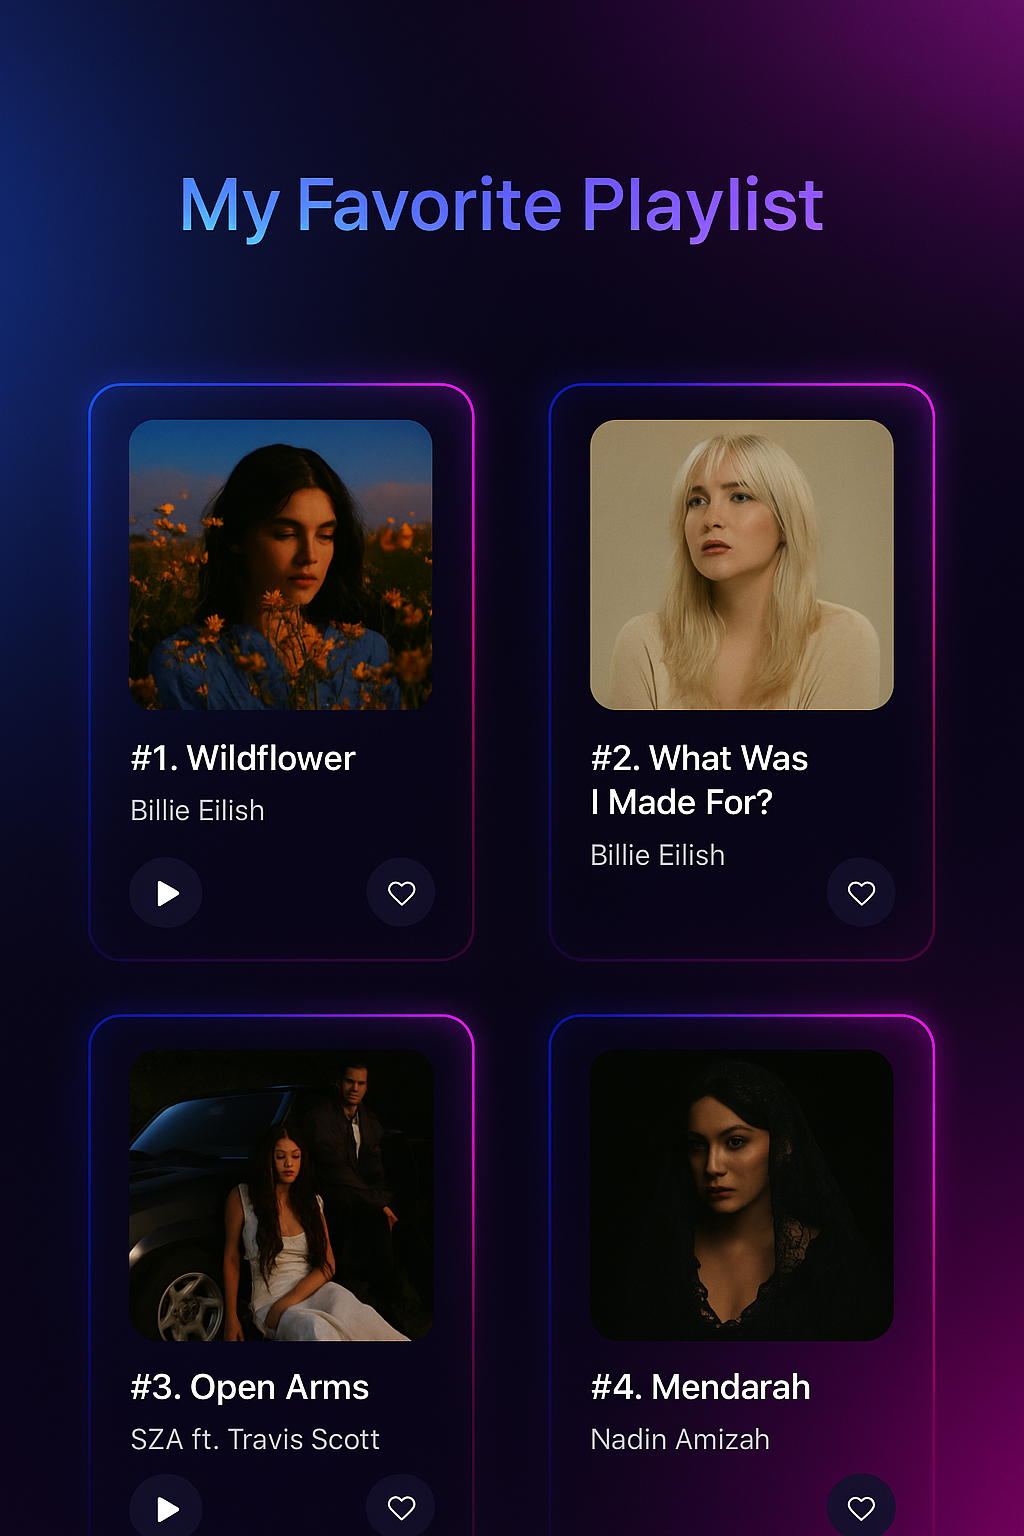 My Favorite Playlist
#1. Wildflower
Billie Eilish
#2. What Was
I Made For?
Billie Eilish
#3. Open Arms
SZA ft. Travis Scott
#4. Mendarah
Nadin Amizah